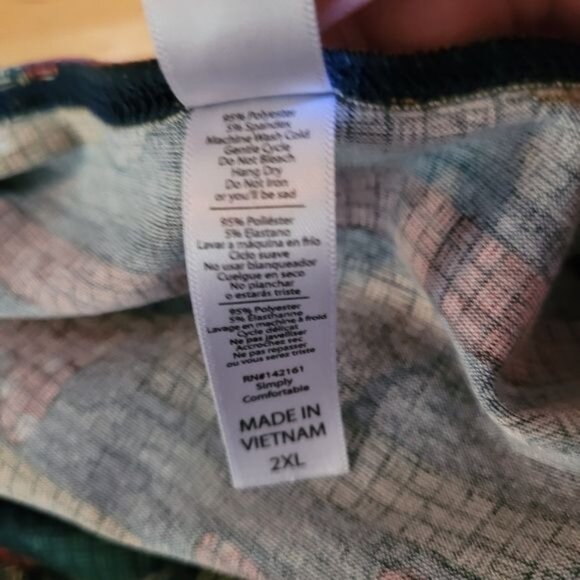 95% Polyester
5% Spandex
Machine Wash Cold
Gentle Cycle
Do Not Bleach
Hang Dry
Do Not Iron
or you'll be sad
95% Poliéster
5% Elastano
Lavar a máquina en frío
Ciclo suave
No usar blanqueador
Cuelgue en seco
No planchar
o estarás triste
95% Polyester
5% Elasthanne
Lavage en machine à froid
Cycle délicat
Ne pas javelliser
Accrochez sec
Ne pas repasser
ou vous serez triste
RN#142161
Simply
Comfortable
MADE IN
VIETNAM
2XL